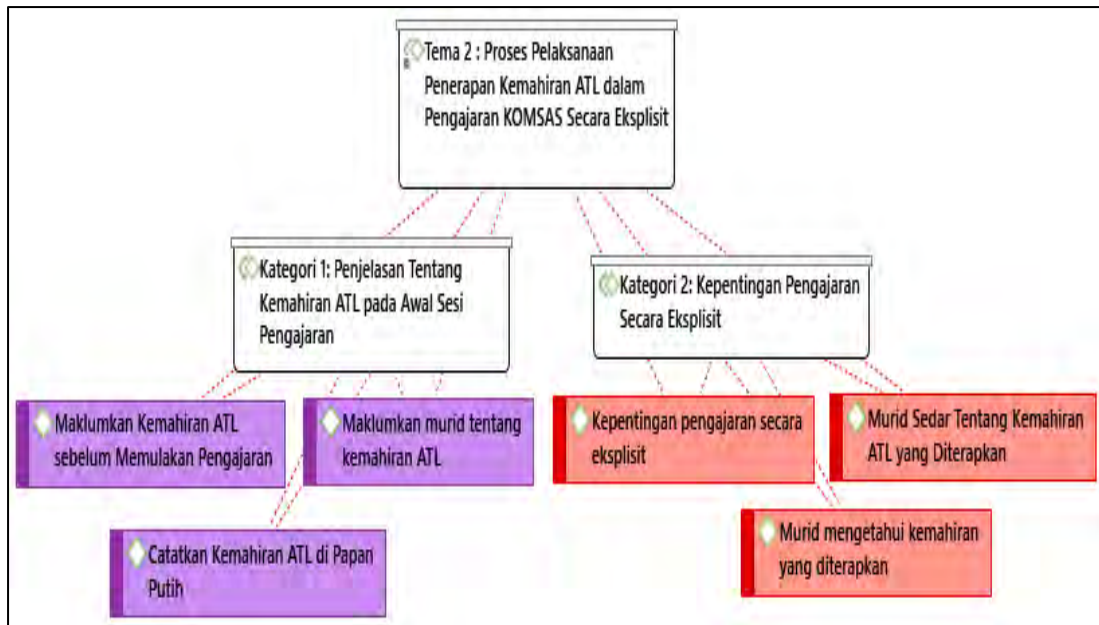 Tema 2 : Proses Pelaksanaan
Penerapan Kemahiran ATL dalam
Pengajaran KOMSAS Secara Eksplisit
Kategori 1: Penjelasan Tentang
Kemahiran ATL pada Awal Sesi
Pengajaran
Kategori 2: Kepentingan Pengajaran
Secara Eksplisit
Maklumkan Kemahiran ATL
sebelum Memulakan Pengajaran
Maklumkan murid tentang
kemahiran ATL
Kepentingan pengajaran secara
eksplisit
Murid Sedar Tentang Kemahiran
ATL yang Diterapkan
Catatkan Kemahiran ATL di Papan
Putih
Murid mengetahui kemahiran
yang diterapkan